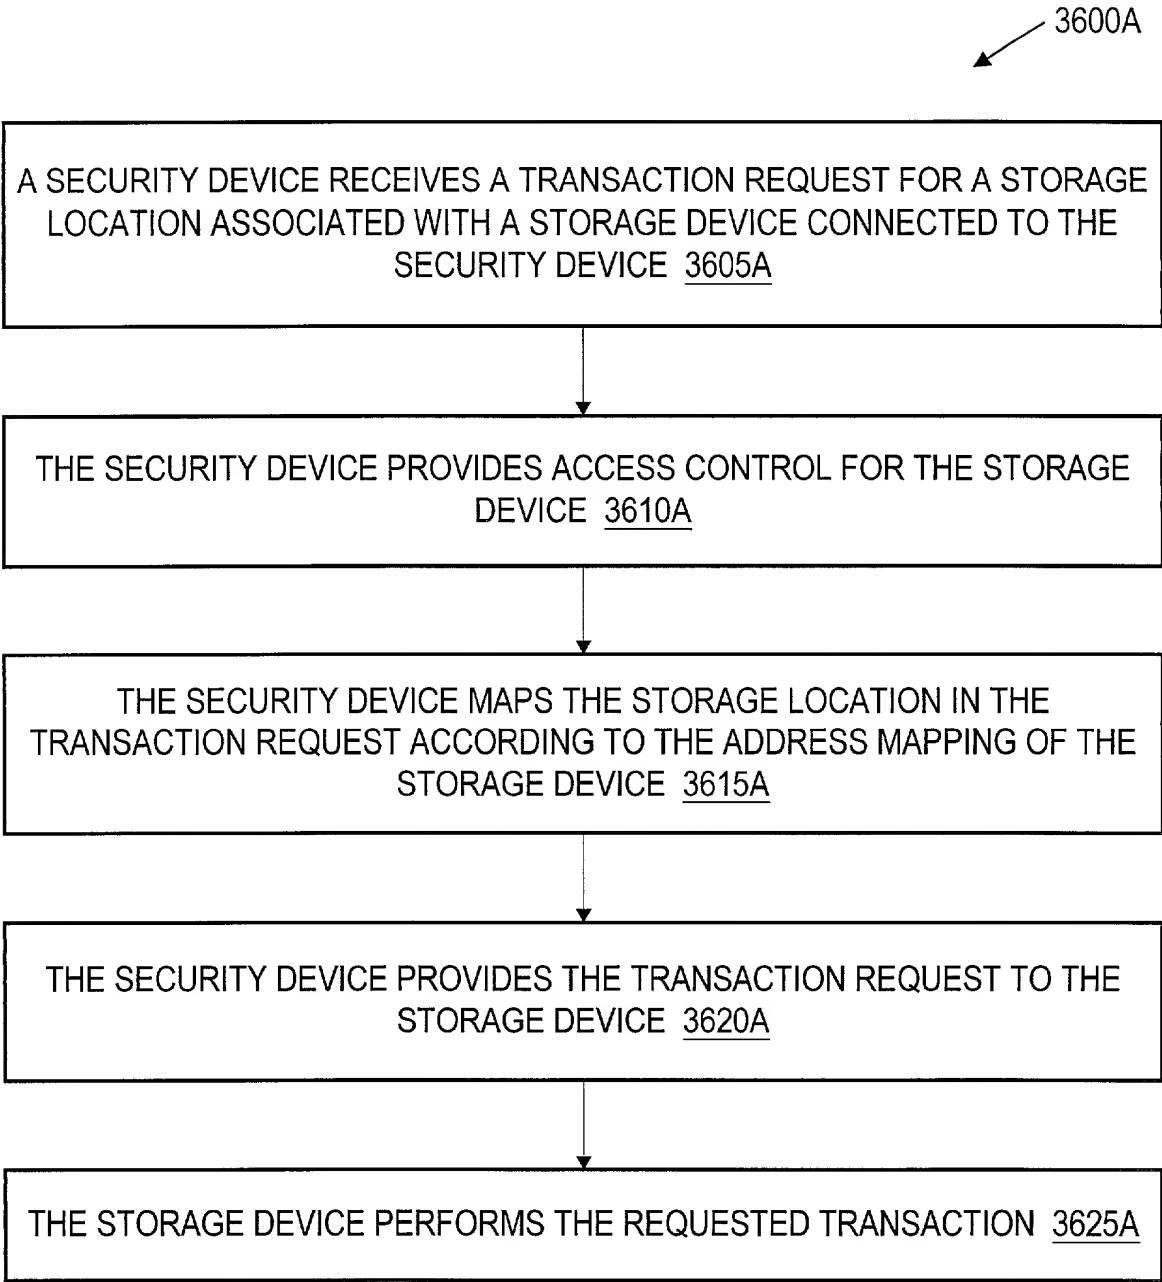 3600A
A SECURITY DEVICE RECEIVES A TRANSACTION REQUEST FOR A STORAGE
LOCATION ASSOCIATED WITH A STORAGE DEVICE CONNECTED TO THE
SECURITY DEVICE 3605A
THE SECURITY DEVICE PROVIDES ACCESS CONTROL FOR THE STORAGE
DEVICE 3610A
THE SECURITY DEVICE MAPS THE STORAGE LOCATION IN THE
TRANSACTION REQUEST ACCORDING TO THE ADDRESS MAPPING OF THE
STORAGE DEVICE 3615A
THE SECURITY DEVICE PROVIDES THE TRANSACTION REQUEST TO THE
STORAGE DEVICE 3620A
THE STORAGE DEVICE PERFORMS THE REQUESTED TRANSACTION 3625A